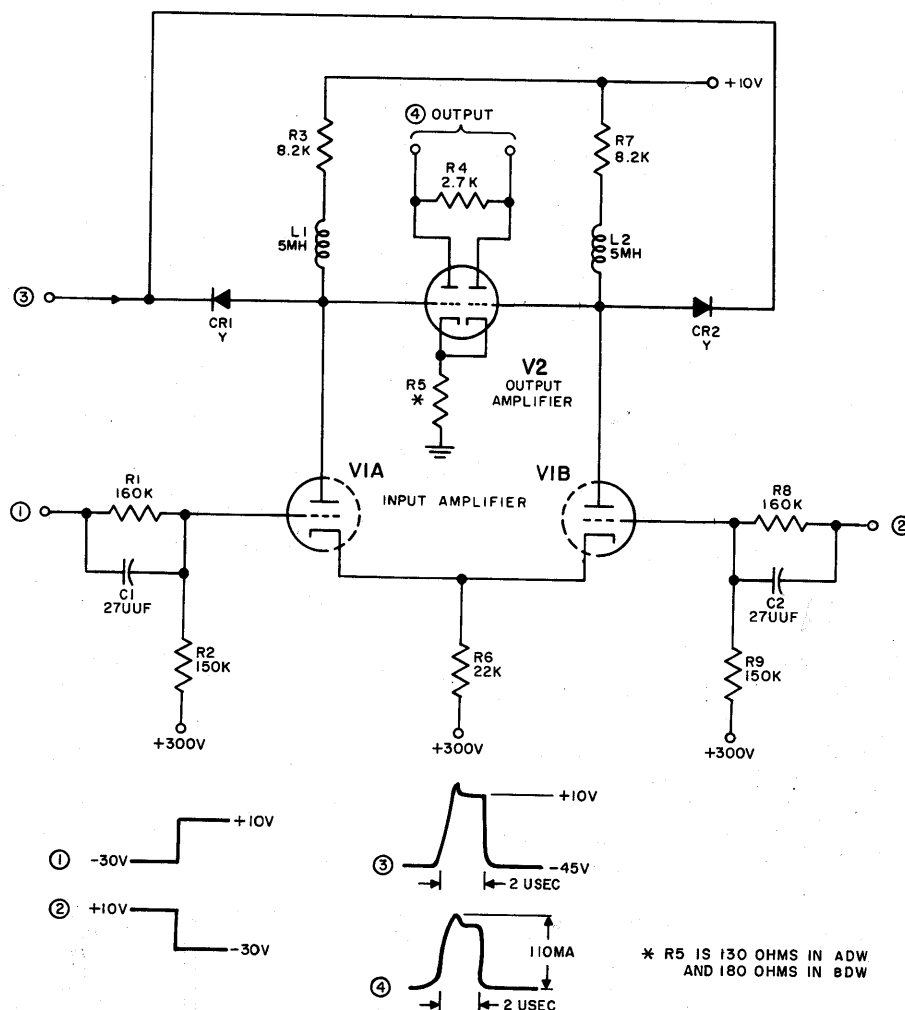 +10V
④ OUTPUT
R3
8.2K
R4
2.7K
R7
8.2K
L1
5MH
L2
5MH
③
CR1
Y
CR2
Y
R5
*
V2
OUTPUT
AMPLIFIER
V1A
INPUT AMPLIFIER
V1B
①
R1
160K
R8
160K
②
C1
27UUF
C2
27UUF
R2
150K
R6
22K
R9
150K
+300V
+300V
+300V
① -30V +10V
② +10V -30V
③ +10V -45V
2 USEC
④ 110MA
2 USEC
* R5 IS 130 OHMS IN ADW
AND 180 OHMS IN BDW